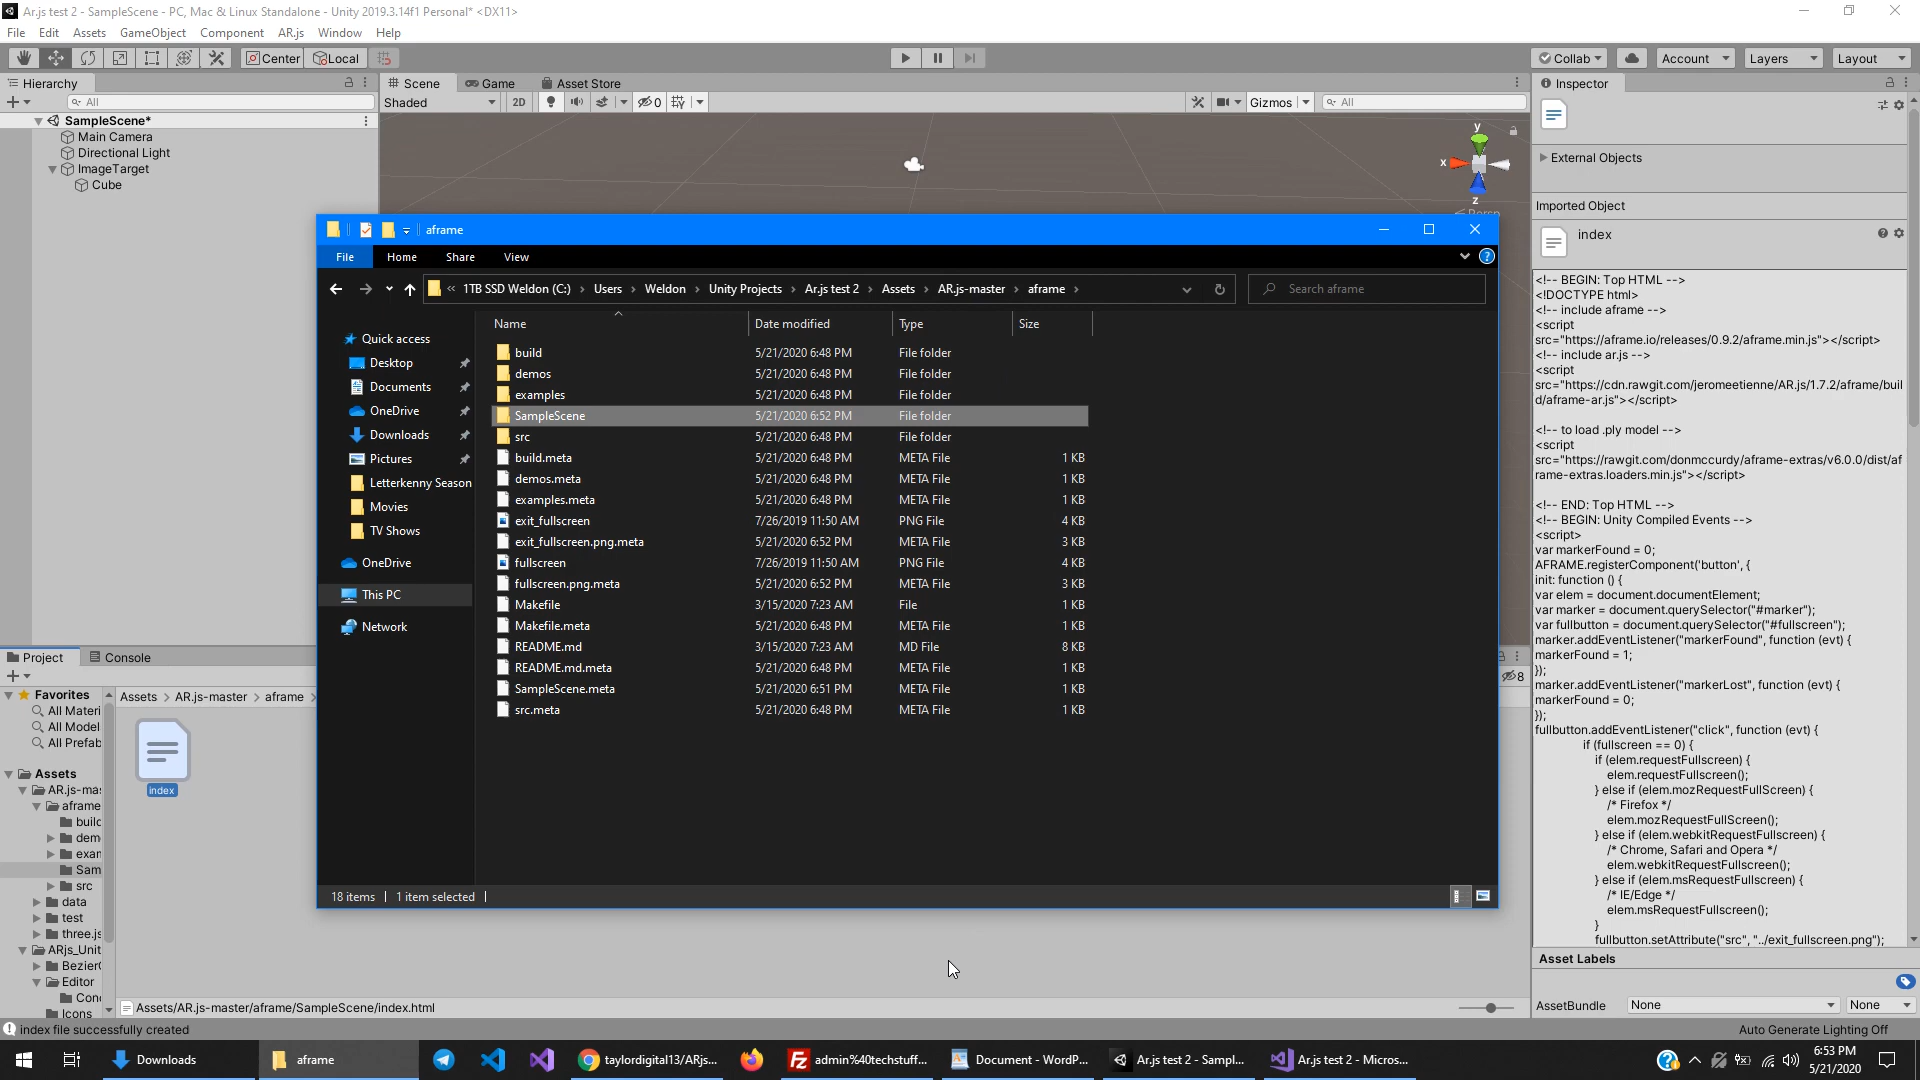 Ar.js test 2 - SampleScene - PC, Mac & Linux Standalone - Unity 2019.3.14f1 Personal* <DX11>
File Edit Assets GameObject Component AR.js Window Help
Center Local Collab Account Layers Layout
Hierarchy Scene Game Asset Store Inspector
All Shaded 2D 0 Gizmos All
SampleScene*
Main Camera
Directional Light
ImageTarget
Cube
y
x
z
Persp
External Objects
Imported Object
index
aframe
File Home Share View
1TB SSD Weldon (C:) Users Weldon Unity Projects Ar.js test 2 Assets AR.js-master aframe
Search aframe
Name Date modified Type Size
Quick access
Desktop
Documents
OneDrive
Downloads
Pictures
Letterkenny Season
Movies
TV Shows
OneDrive
This PC
Network
build 5/21/2020 6:48 PM File folder
demos 5/21/2020 6:48 PM File folder
examples 5/21/2020 6:48 PM File folder
SampleScene 5/21/2020 6:52 PM File folder
src 5/21/2020 6:48 PM File folder
build.meta 5/21/2020 6:48 PM META File 1 KB
demos.meta 5/21/2020 6:48 PM META File 1 KB
examples.meta 5/21/2020 6:48 PM META File 1 KB
exit_fullscreen 7/26/2019 11:50 AM PNG File 4 KB
exit_fullscreen.png.meta 5/21/2020 6:52 PM META File 3 KB
fullscreen 7/26/2019 11:50 AM PNG File 4 KB
fullscreen.png.meta 5/21/2020 6:52 PM META File 3 KB
Makefile 3/15/2020 7:23 AM File 1 KB
Makefile.meta 5/21/2020 6:48 PM META File 1 KB
README.md 3/15/2020 7:23 AM MD File 8 KB
README.md.meta 5/21/2020 6:48 PM META File 1 KB
SampleScene.meta 5/21/2020 6:51 PM META File 1 KB
src.meta 5/21/2020 6:48 PM META File 1 KB
18 items 1 item selected
<!-- BEGIN: Top HTML -->
<!DOCTYPE html>
<!-- include aframe -->
<script
src="https://aframe.io/releases/0.9.2/aframe.min.js"></script>
<!-- include ar.js -->
<script
src="https://cdn.rawgit.com/jeromeetienne/AR.js/1.7.2/aframe/buil
d/aframe-ar.js"></script>
<!-- to load .ply model -->
<script
src="https://rawgit.com/donmccurdy/aframe-extras/v6.0.0/dist/af
rame-extras.loaders.min.js"></script>
<!-- END: Top HTML -->
<!-- BEGIN: Unity Compiled Events -->
<script>
var markerFound = 0;
AFRAME.registerComponent('button', {
init: function () {
var elem = document.documentElement;
var marker = document.querySelector("#marker");
var fullbutton = document.querySelector("#fullscreen");
marker.addEventListener("markerFound", function (evt) {
markerFound = 1;
});
marker.addEventListener("markerLost", function (evt) {
markerFound = 0;
});
fullbutton.addEventListener("click", function (evt) {
if (fullscreen == 0) {
if (elem.requestFullscreen) {
elem.requestFullscreen();
} else if (elem.mozRequestFullScreen) {
/* Firefox */
elem.mozRequestFullScreen();
} else if (elem.webkitRequestFullscreen) {
/* Chrome, Safari and Opera */
elem.webkitRequestFullscreen();
} else if (elem.msRequestFullscreen) {
/* IE/Edge */
elem.msRequestFullscreen();
}
fullbutton.setAttribute("src", "../exit_fullscreen.png");
Asset Labels
AssetBundle None None
Project Console
8
Favorites
All Materi
All Model
All Prefab
Assets
AR.js-mas
aframe
build
dem
exan
Sam
src
data
test
three.js
ARjs_Unit
BezierC
Editor
Conc
Icons
Assets AR.js-master aframe
index
Assets/AR.js-master/aframe/SampleScene/index.html
index file successfully created
Auto Generate Lighting Off
Downloads aframe taylordigital13/ARjs... admin%40techstuff... Document - WordP... Ar.js test 2 - Sampl... Ar.js test 2 - Micros...
6:53 PM
5/21/2020